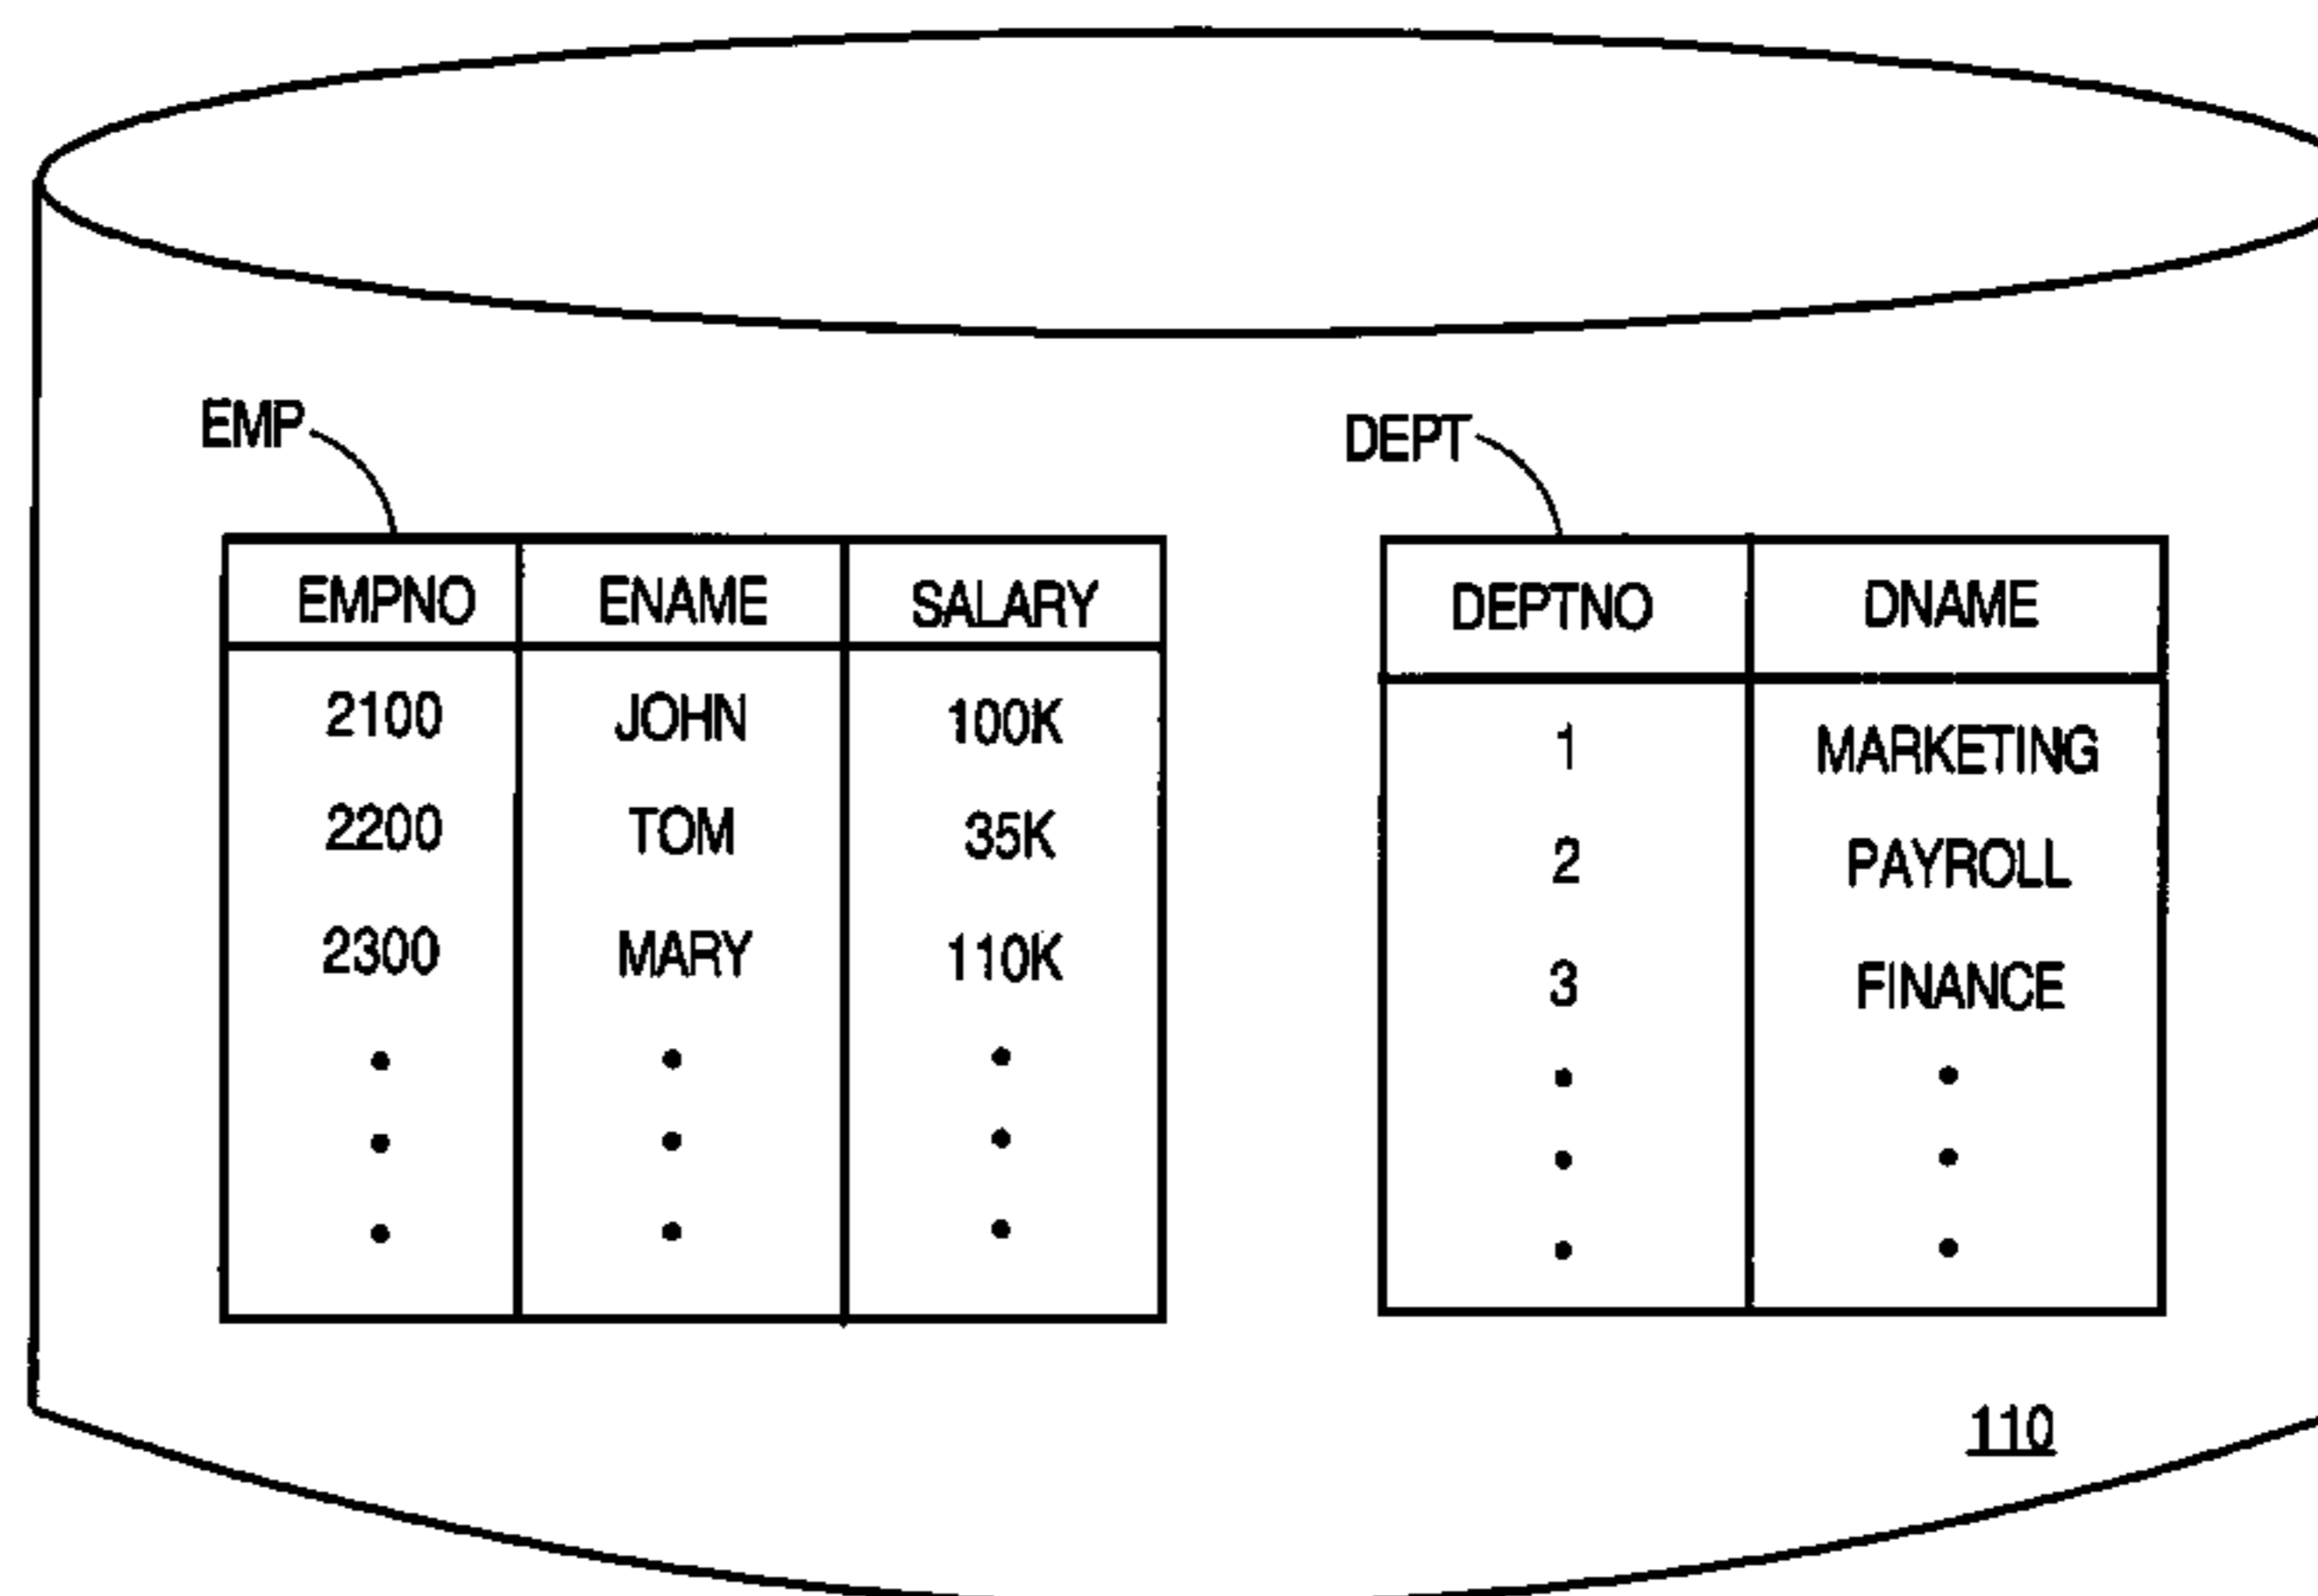 EMP
EMPNO ENAME SALARY
2100 JOHN 100K
2200 TOM 35K
2300 MARY 110K
DEPT
DEPTNO DNAME
1 MARKETING
2 PAYROLL
3 FINANCE
110